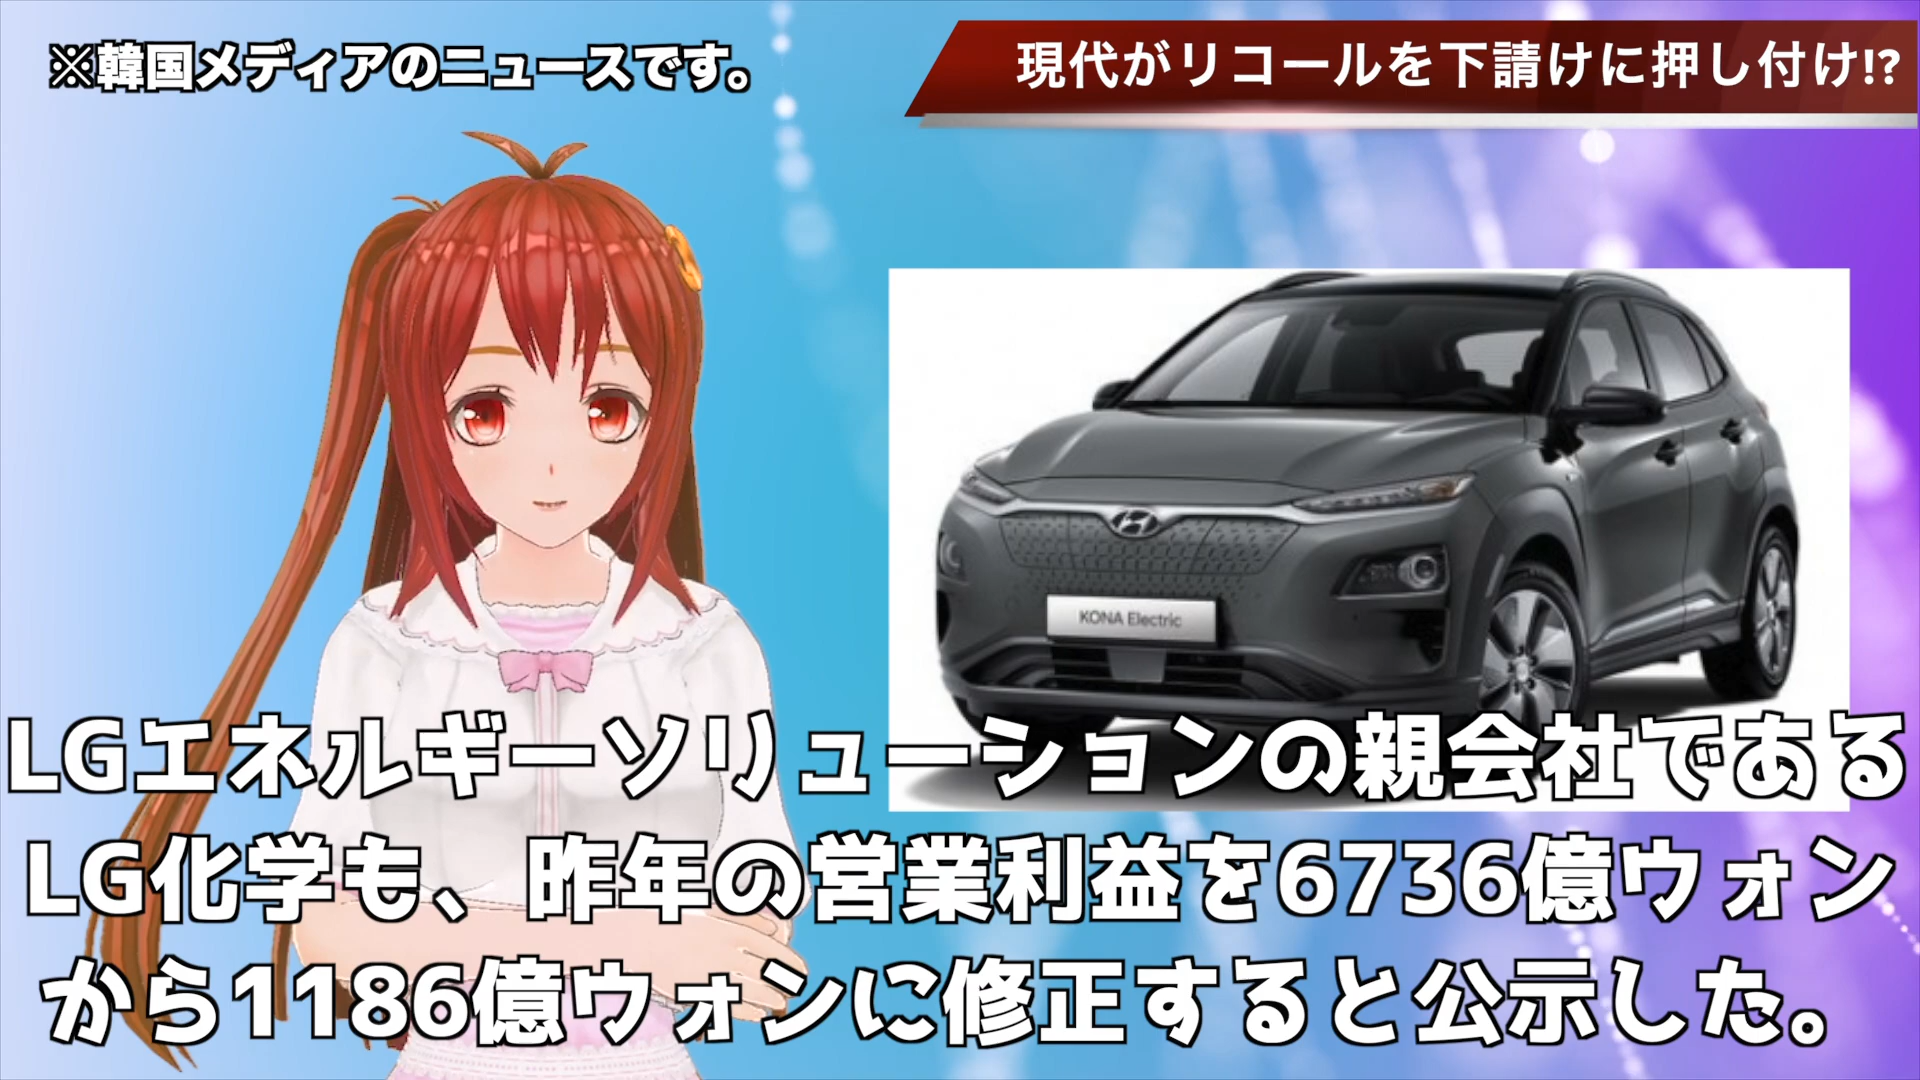 ※韓国メディアのニュースです。
現代がリコールを下請けに押し付け!?
KONA Electric
LGエネルギーソリューションの親会社である
LG化学も、昨年の営業利益を6736億ウォン
から1186億ウォンに修正すると公示した。